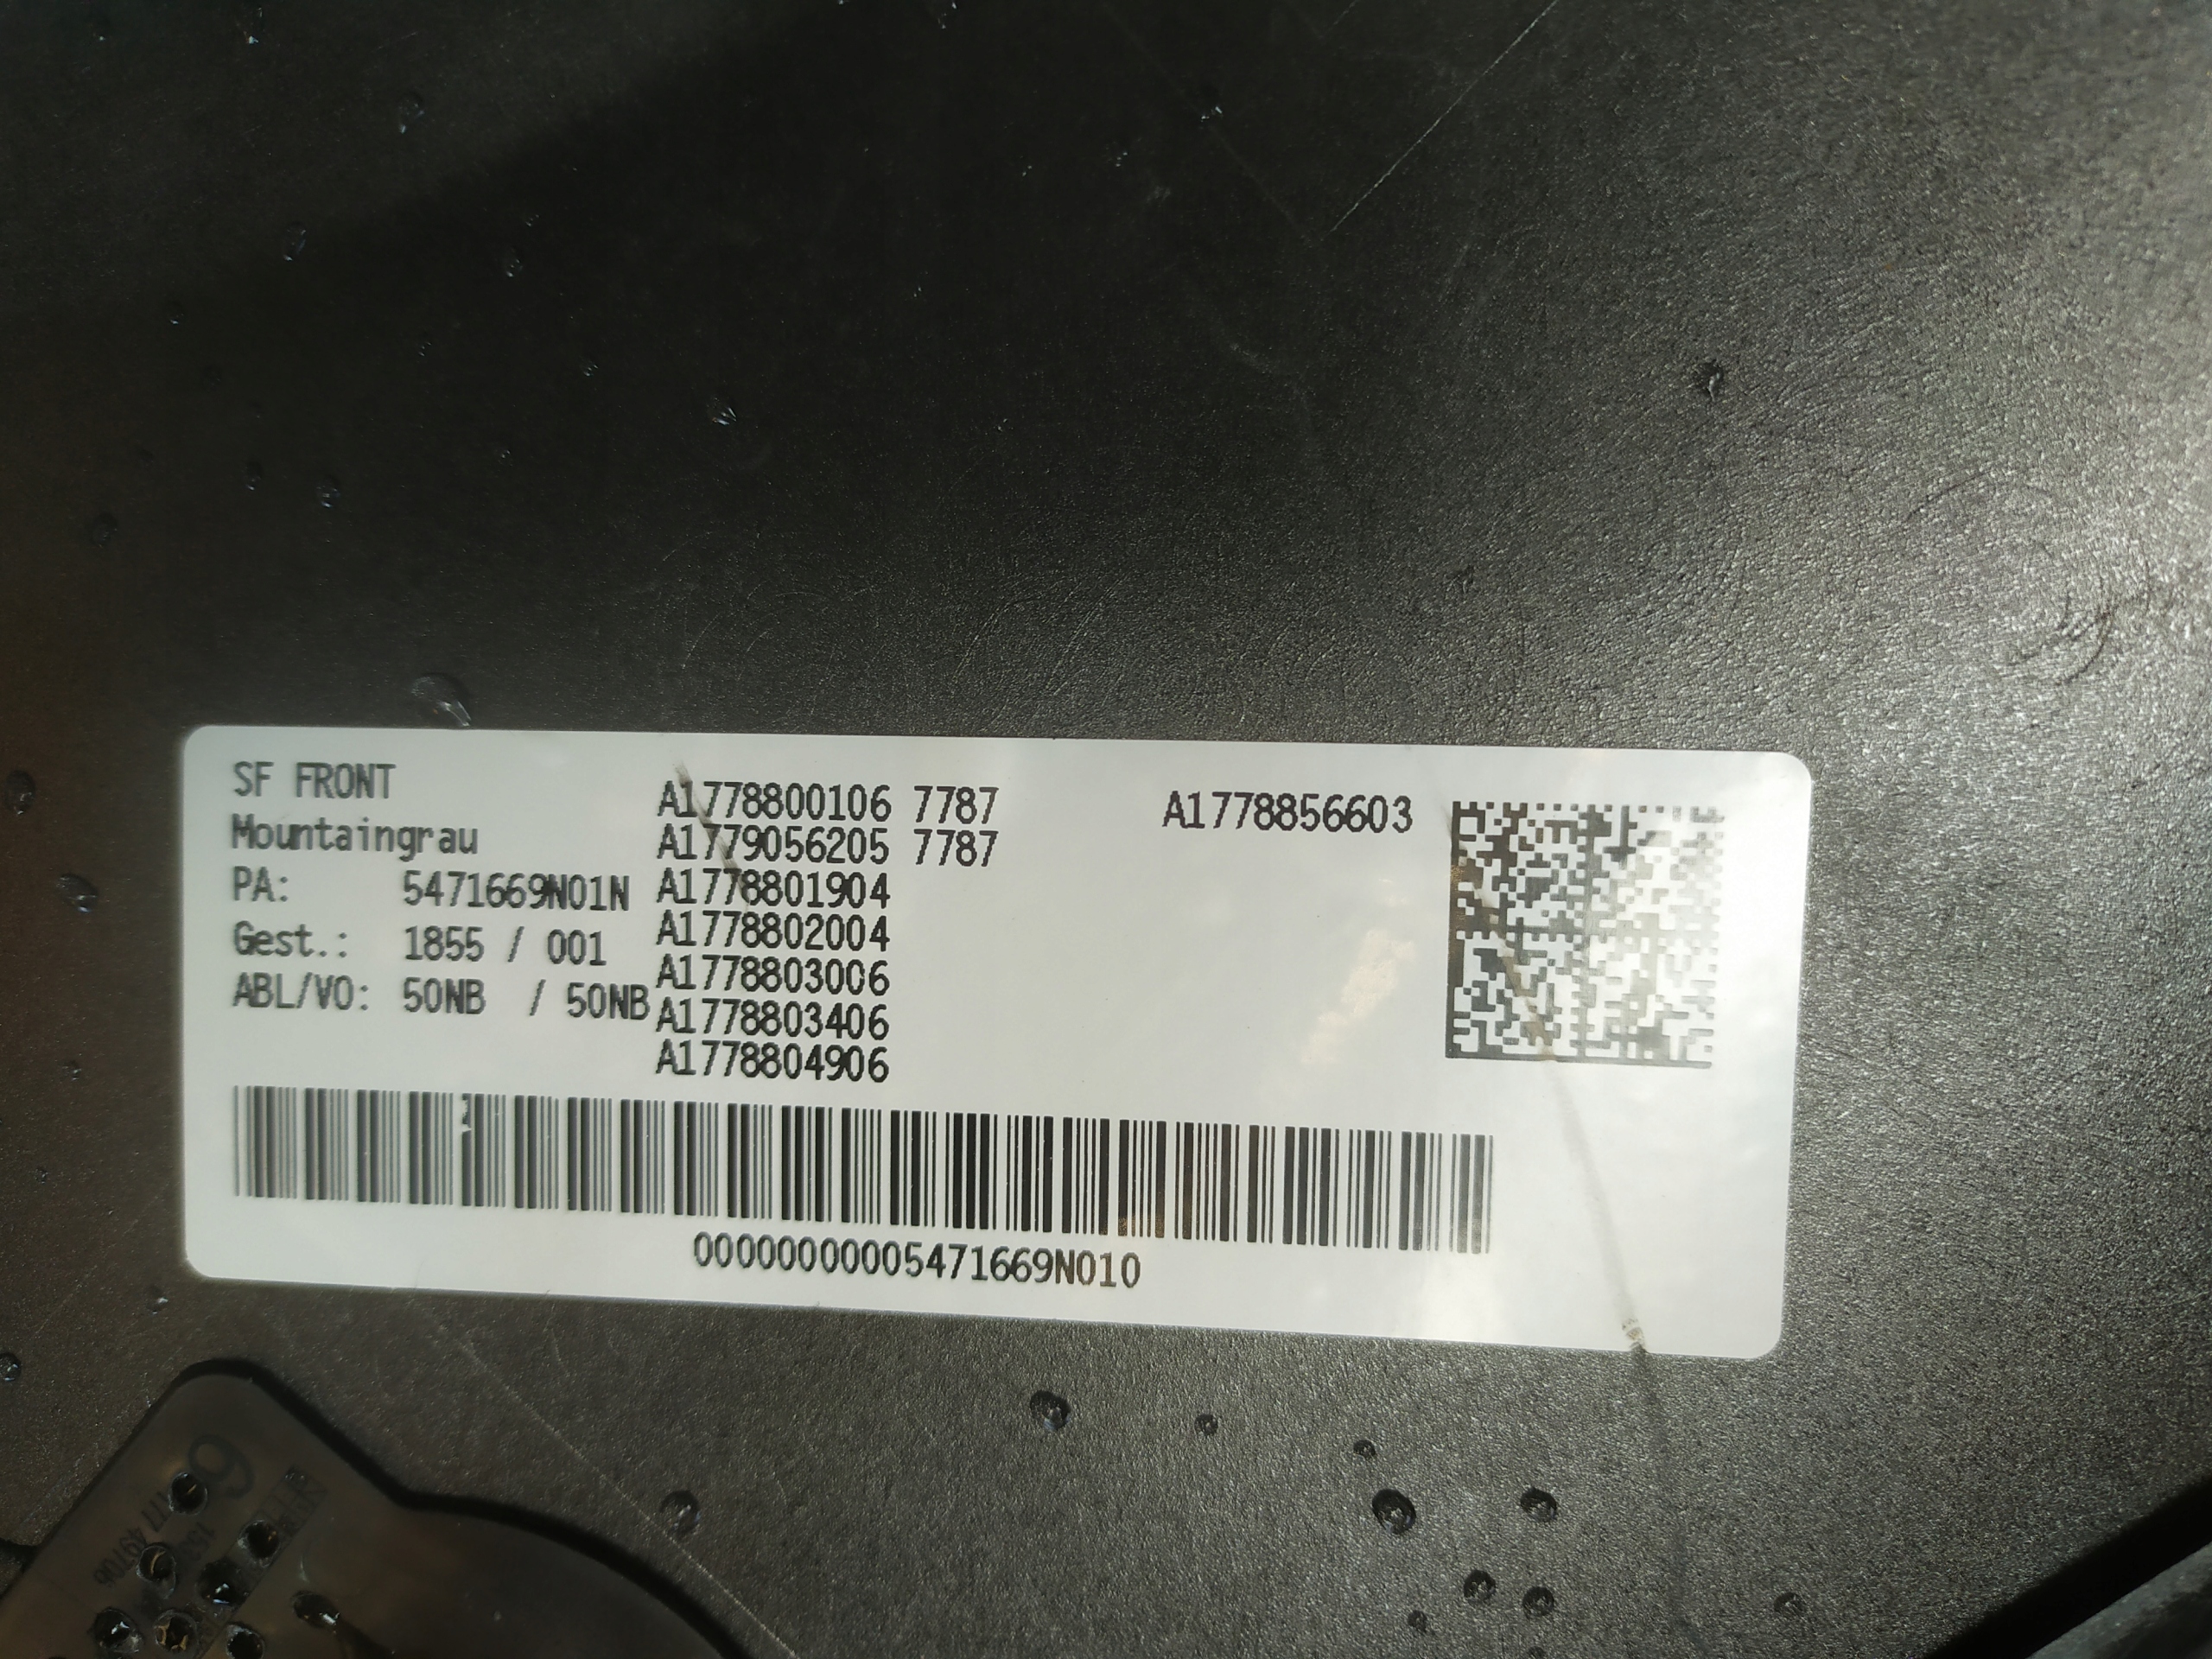 SF FRONT
Mountaingrau
PA: 5471669N01N
Gest.: 1855 / 001
ABL/VO: 50NB / 50NB
A1778800106 7787
A1779056205 7787
A1778801904
A1778802004
A1778803006
A1778803406
A1778804906
A1778856603
00000000005471669N010